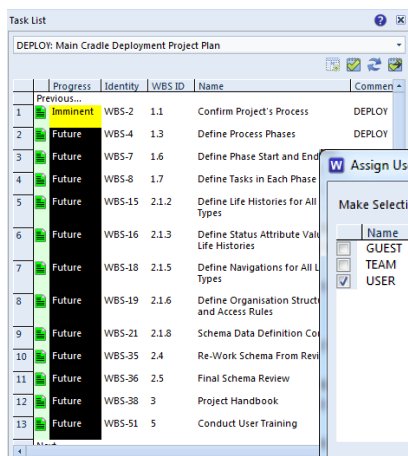 Task List
DEPLOY: Main Cradle Deployment Project Plan
Progress Identity WBS ID Name Commen
Previous...
1 Imminent WBS-2 1.1 Confirm Project's Process DEPLOY
2 Future WBS-4 1.3 Define Process Phases DEPLOY
3 Future WBS-7 1.6 Define Phase Start and End
4 Future WBS-8 1.7 Define Tasks in Each Phase
5 Future WBS-15 2.1.2 Define Life Histories for All
Types
6 Future WBS-16 2.1.3 Define Status Attribute Valu
Life Histories
7 Future WBS-18 2.1.5 Define Navigations for All L
Types
8 Future WBS-19 2.1.6 Define Organisation Struct
and Access Rules
9 Future WBS-21 2.1.8 Schema Data Definition Co
10 Future WBS-35 2.4 Re-Work Schema From Revi
11 Future WBS-36 2.5 Final Schema Review
12 Future WBS-38 3 Project Handbook
13 Future WBS-51 5 Conduct User Training
W Assign Us
Make Selecti
Name
GUEST
TEAM
USER